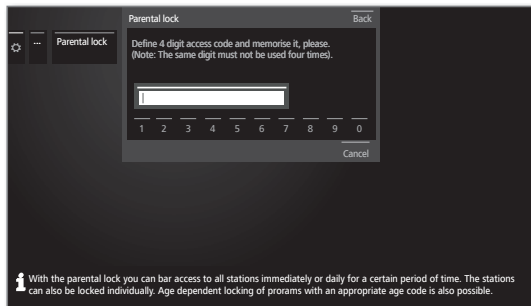 Parental lock Back
... Parental lock
Define 4 digit access code and memorise it, please.
(Note: The same digit must not be used four times).
1 2 3 4 5 6 7 8 9 0
Cancel
With the parental lock you can bar access to all stations immediately or daily for a certain period of time. The stations
can also be locked individually. Age dependent locking of prorams with an appropriate age code is also possible.